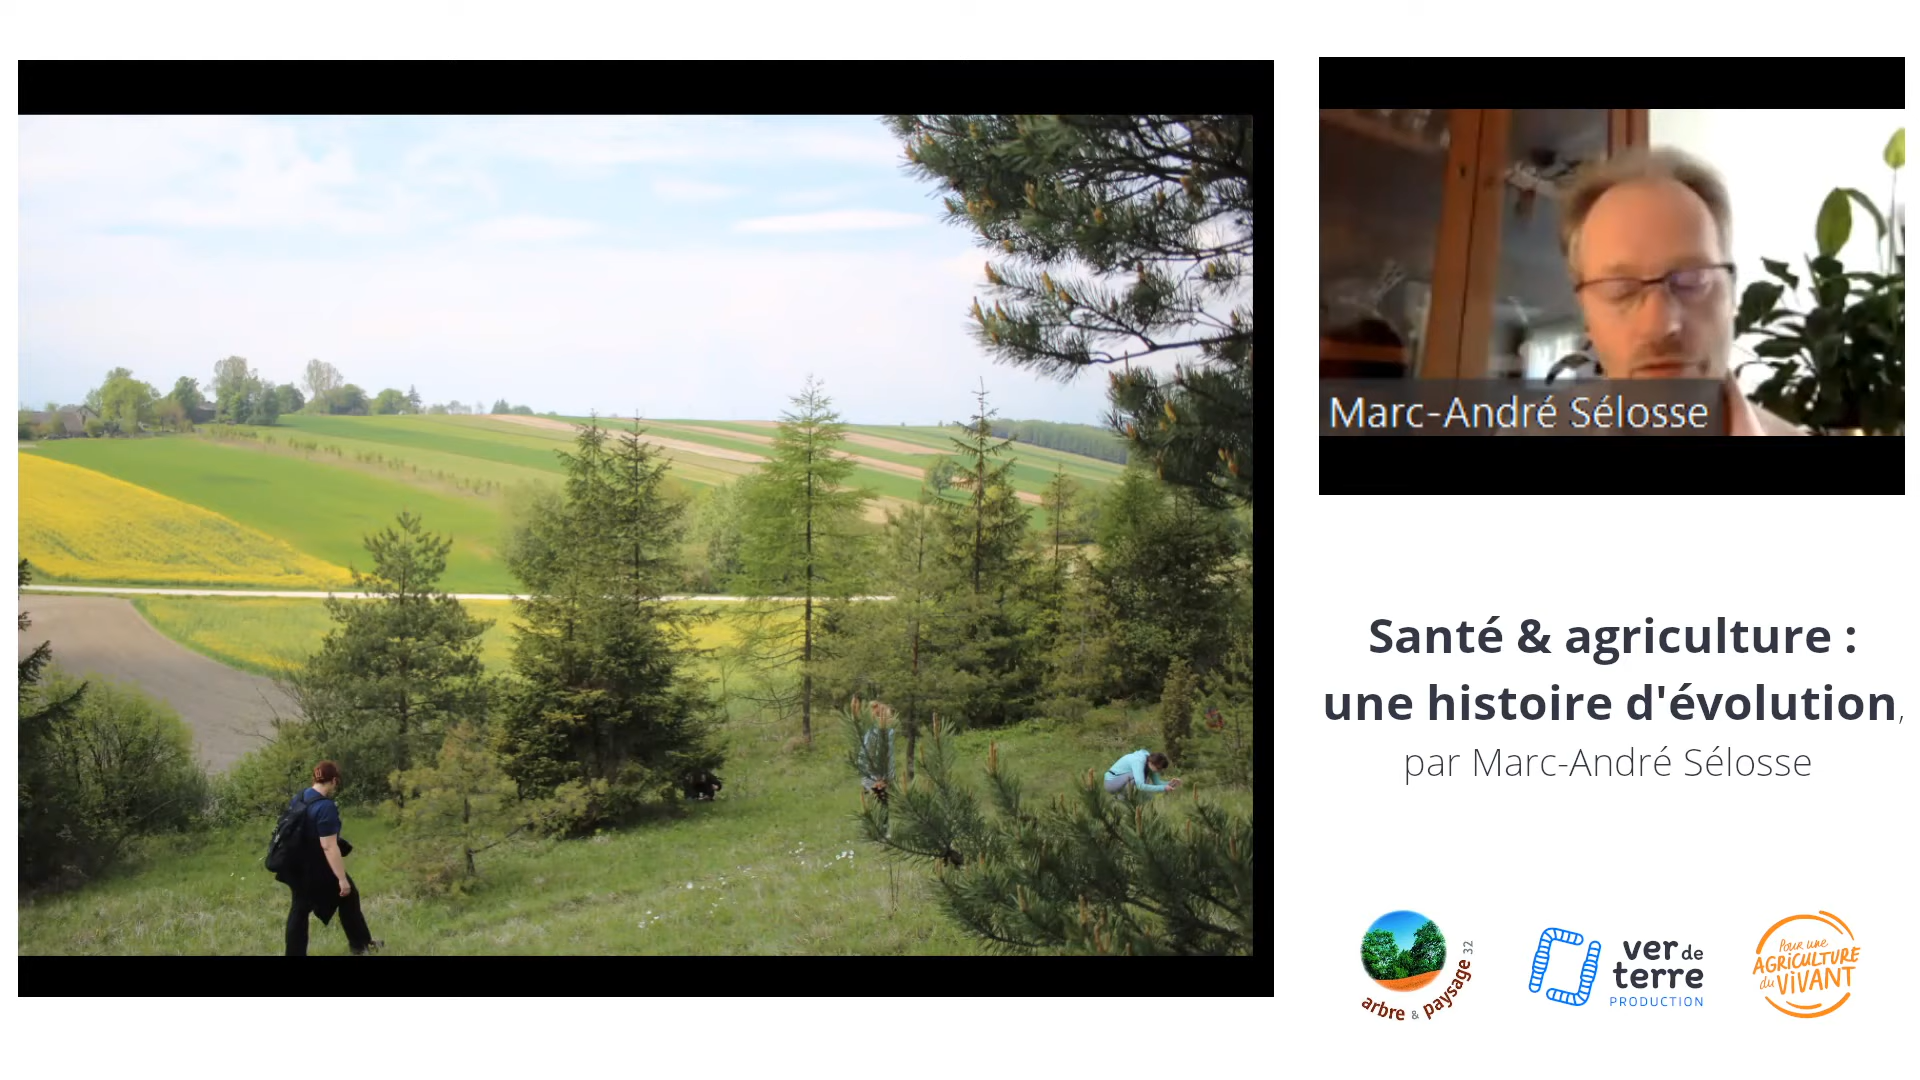 Marc-André Sélosse
Santé & agriculture :
une histoire d'évolution,
par Marc-André Sélosse
arbre & paysage 32
ver de
terre
PRODUCTION
Pour une
AGRICULTURE
du VIVANT